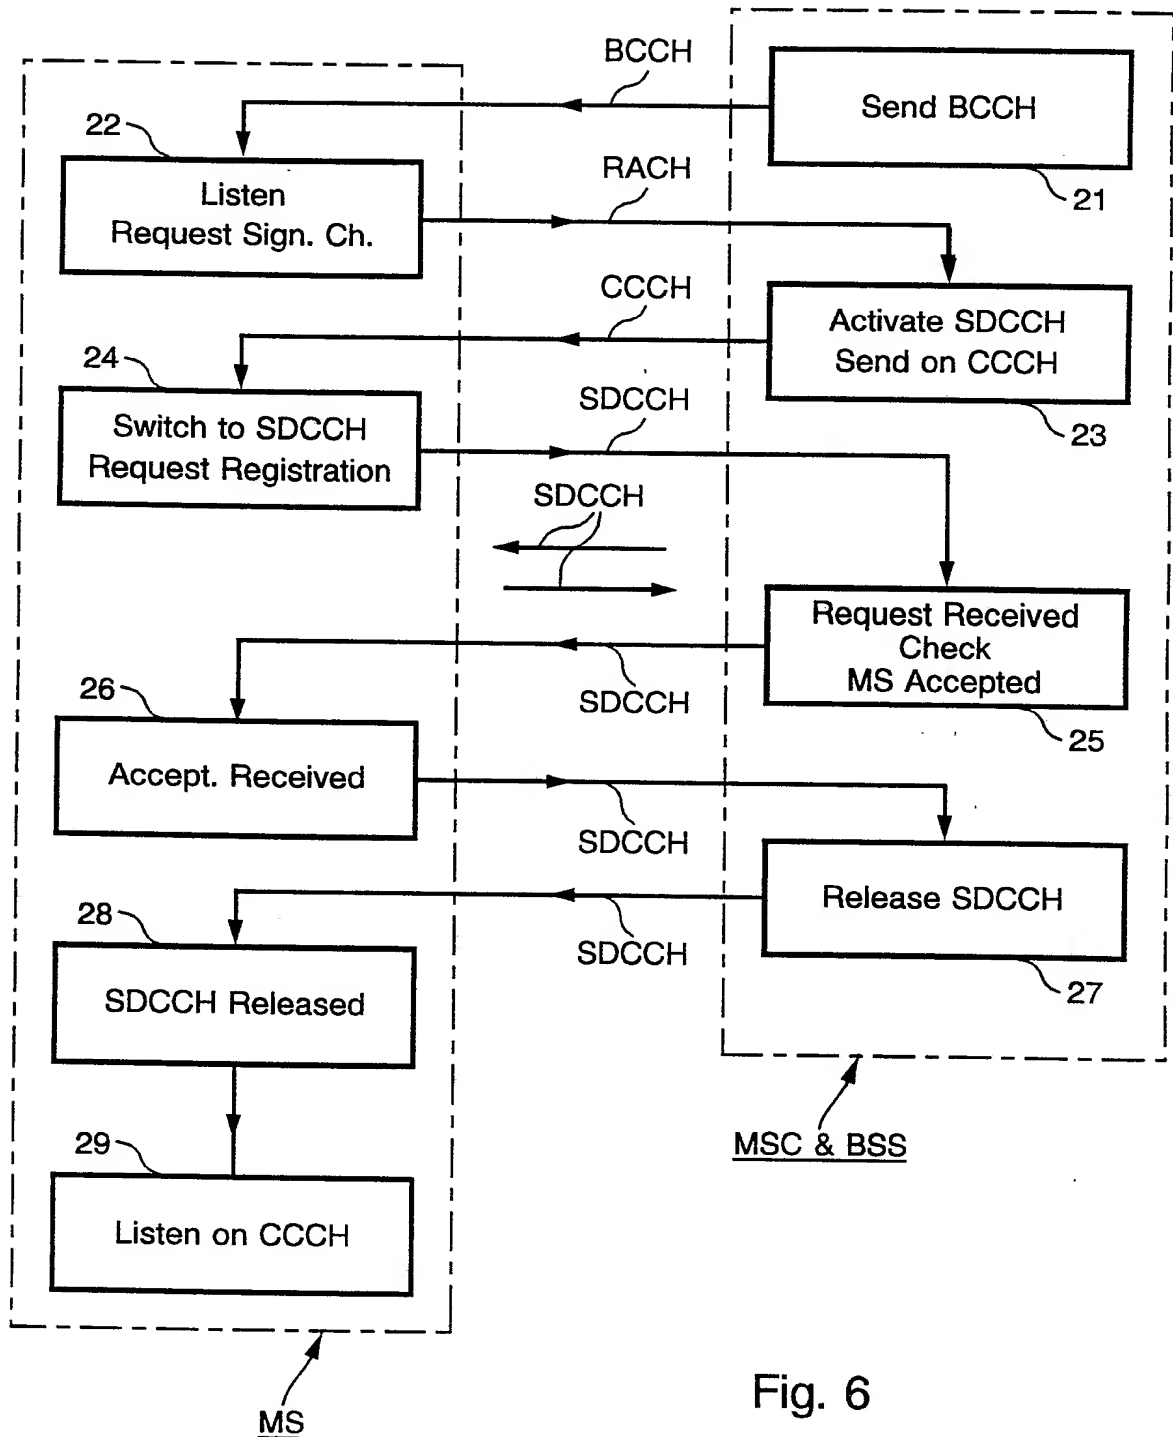 BCCH
Send BCCH
21
22
Listen
Request Sign. Ch.
RACH
CCCH
Activate SDCCH
Send on CCCH
23
24
Switch to SDCCH
Request Registration
SDCCH
SDCCH
Request Received
Check
MS Accepted
25
SDCCH
26
Accept. Received
SDCCH
Release SDCCH
27
SDCCH
28
SDCCH Released
29
Listen on CCCH
MSC & BSS
MS
Fig. 6